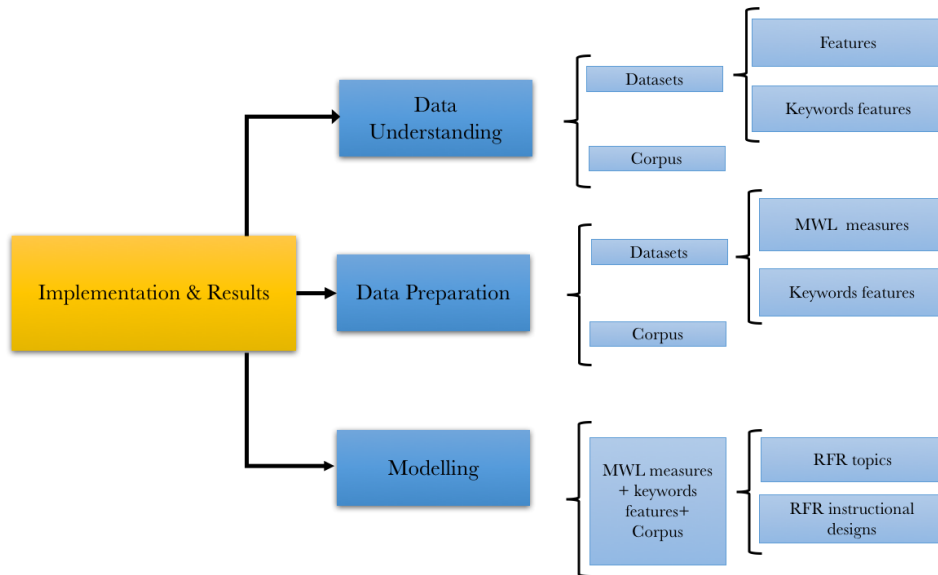 Implementation & Results
Data
Understanding
Datasets
Features
Keywords features
Corpus
Data Preparation
Datasets
MWL measures
Keywords features
Corpus
Modelling
MWL measures
+ keywords
features+
Corpus
RFR topics
RFR instructional
designs